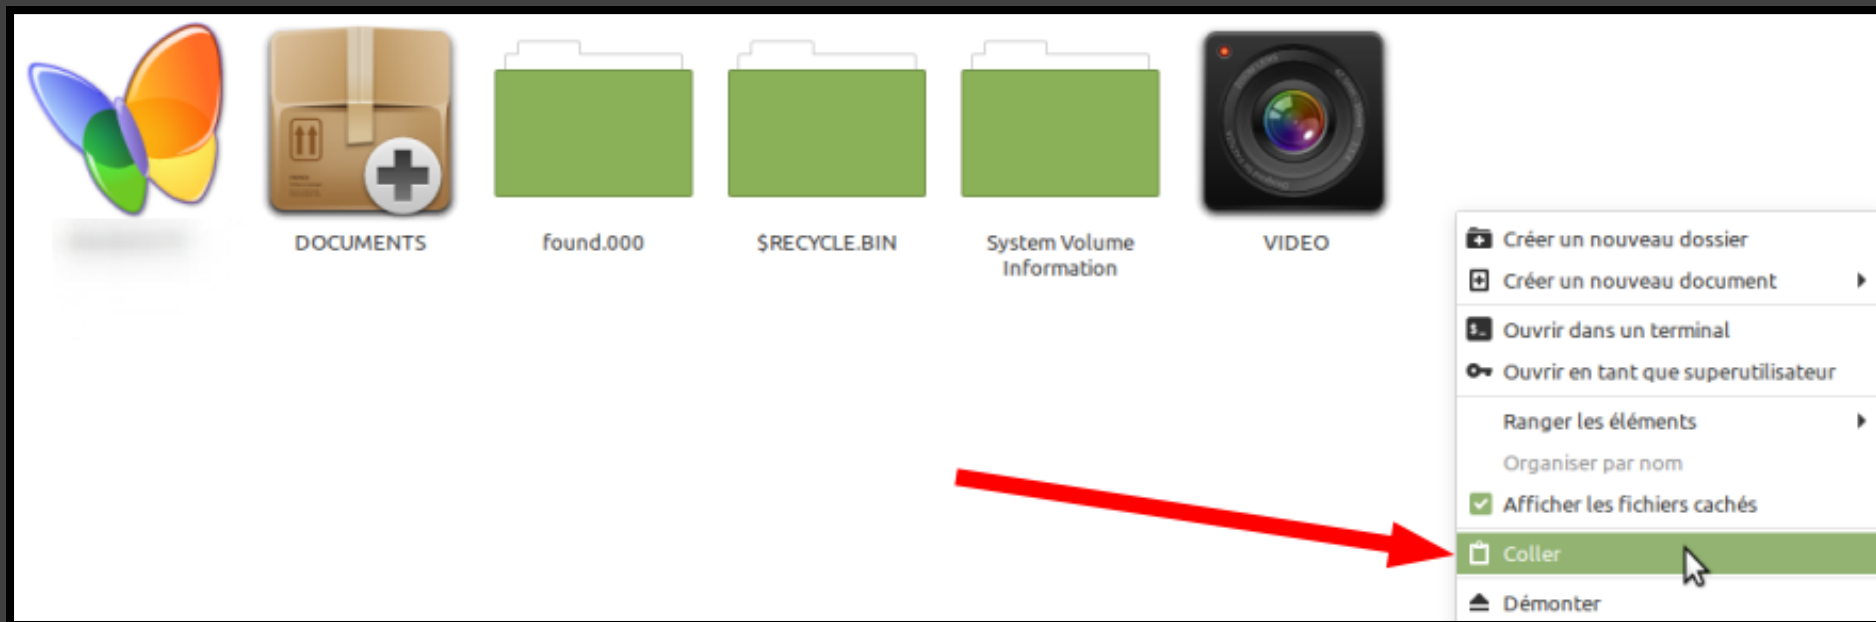 DOCUMENTS
found.000
$RECYCLE.BIN
System Volume
Information
VIDEO
Créer un nouveau dossier
Créer un nouveau document
Ouvrir dans un terminal
Ouvrir en tant que superutilisateur
Ranger les éléments
Organiser par nom
Afficher les fichiers cachés
Coller
Démonter